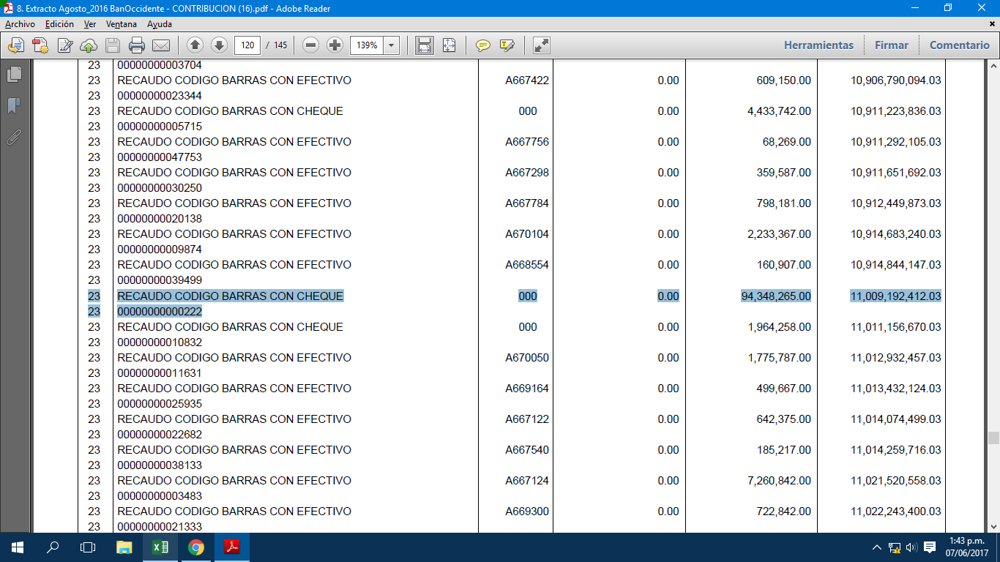 8. Extracto Agosto_2016 BanOccidente - CONTRIBUCION (16).pdf - Adobe Reader
Archivo Edición Ver Ventana Ayuda
120 / 145 139% Herramientas Firmar Comentario
23 00000000003704
23 RECAUDO CODIGO BARRAS CON EFECTIVO A667422 0.00 609,150.00 10,906,790,094.03
23 00000000023344
23 RECAUDO CODIGO BARRAS CON CHEQUE 000 0.00 4,433,742.00 10,911,223,836.03
23 00000000005715
23 RECAUDO CODIGO BARRAS CON EFECTIVO A667756 0.00 68,269.00 10,911,292,105.03
23 00000000047753
23 RECAUDO CODIGO BARRAS CON EFECTIVO A667298 0.00 359,587.00 10,911,651,692.03
23 00000000030250
23 RECAUDO CODIGO BARRAS CON EFECTIVO A667784 0.00 798,181.00 10,912,449,873.03
23 00000000020138
23 RECAUDO CODIGO BARRAS CON EFECTIVO A670104 0.00 2,233,367.00 10,914,683,240.03
23 00000000009874
23 RECAUDO CODIGO BARRAS CON EFECTIVO A668554 0.00 160,907.00 10,914,844,147.03
23 00000000039499
23 RECAUDO CODIGO BARRAS CON CHEQUE 000 0.00 94,348,265.00 11,009,192,412.03
23 00000000000222
23 RECAUDO CODIGO BARRAS CON CHEQUE 000 0.00 1,964,258.00 11,011,156,670.03
23 00000000010832
23 RECAUDO CODIGO BARRAS CON EFECTIVO A670050 0.00 1,775,787.00 11,012,932,457.03
23 00000000011631
23 RECAUDO CODIGO BARRAS CON EFECTIVO A669164 0.00 499,667.00 11,013,432,124.03
23 00000000025935
23 RECAUDO CODIGO BARRAS CON EFECTIVO A667122 0.00 642,375.00 11,014,074,499.03
23 00000000022682
23 RECAUDO CODIGO BARRAS CON EFECTIVO A667540 0.00 185,217.00 11,014,259,716.03
23 00000000038133
23 RECAUDO CODIGO BARRAS CON EFECTIVO A667124 0.00 7,260,842.00 11,021,520,558.03
23 00000000003483
23 RECAUDO CODIGO BARRAS CON EFECTIVO A669300 0.00 722,842.00 11,022,243,400.03
23 00000000021333
1:43 p.m.
07/06/2017